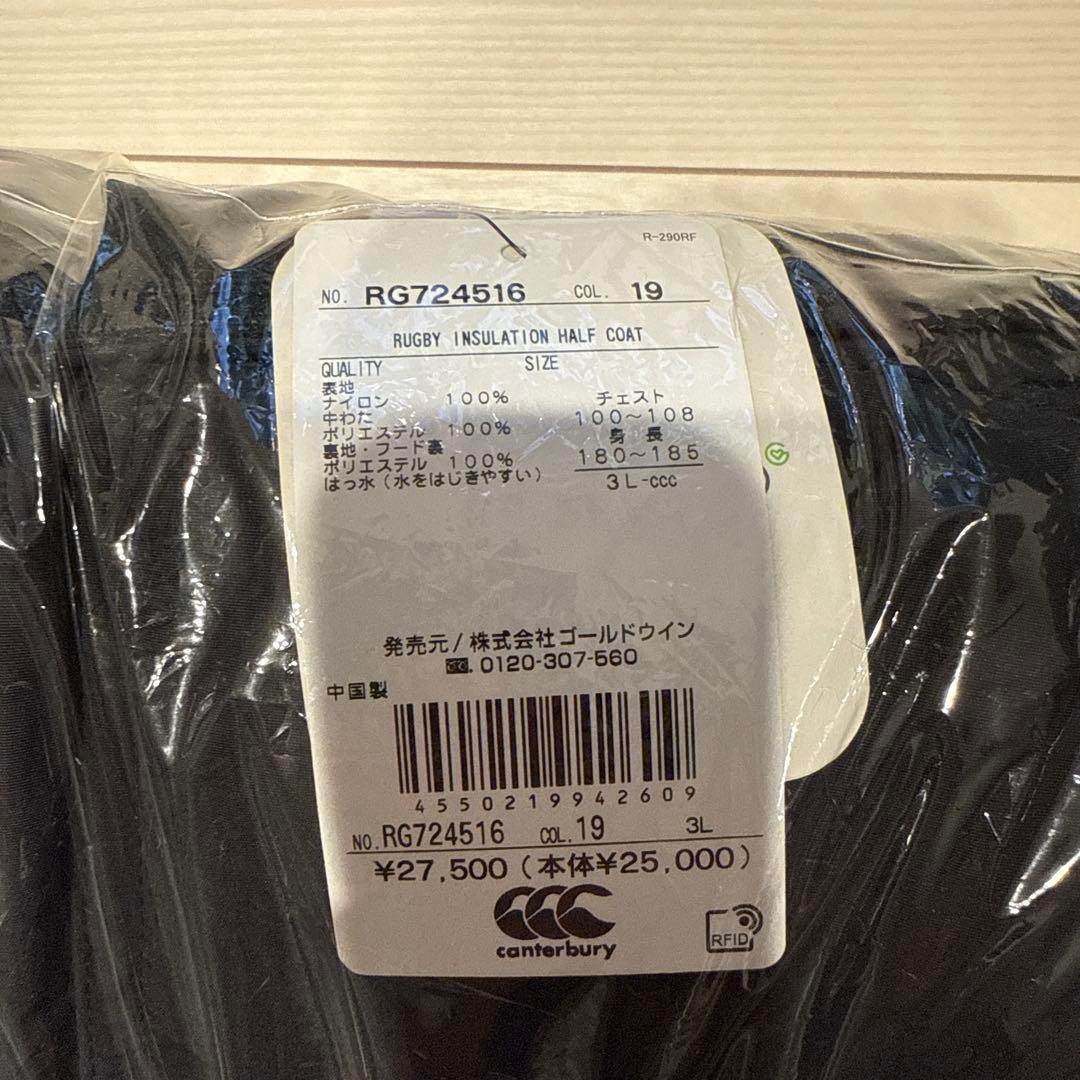 R-290RF
NO. RG724516 COL. 19
RUGBY INSULATION HALF COAT
QUALITY SIZE
表地
ナイロン 100% チェスト
中わた 100～108
ポリエステル 100% 身長
裏地・フード裏 180～185
ポリエステル 100%
はっ水（水をはじきやすい） 3L-ccc
発売元/株式会社ゴールドウイン
0120-307-560
中国製
4550219942609
NO.RG724516 COL.19 3L
¥27,500（本体¥25,000）
canterbury
RFID